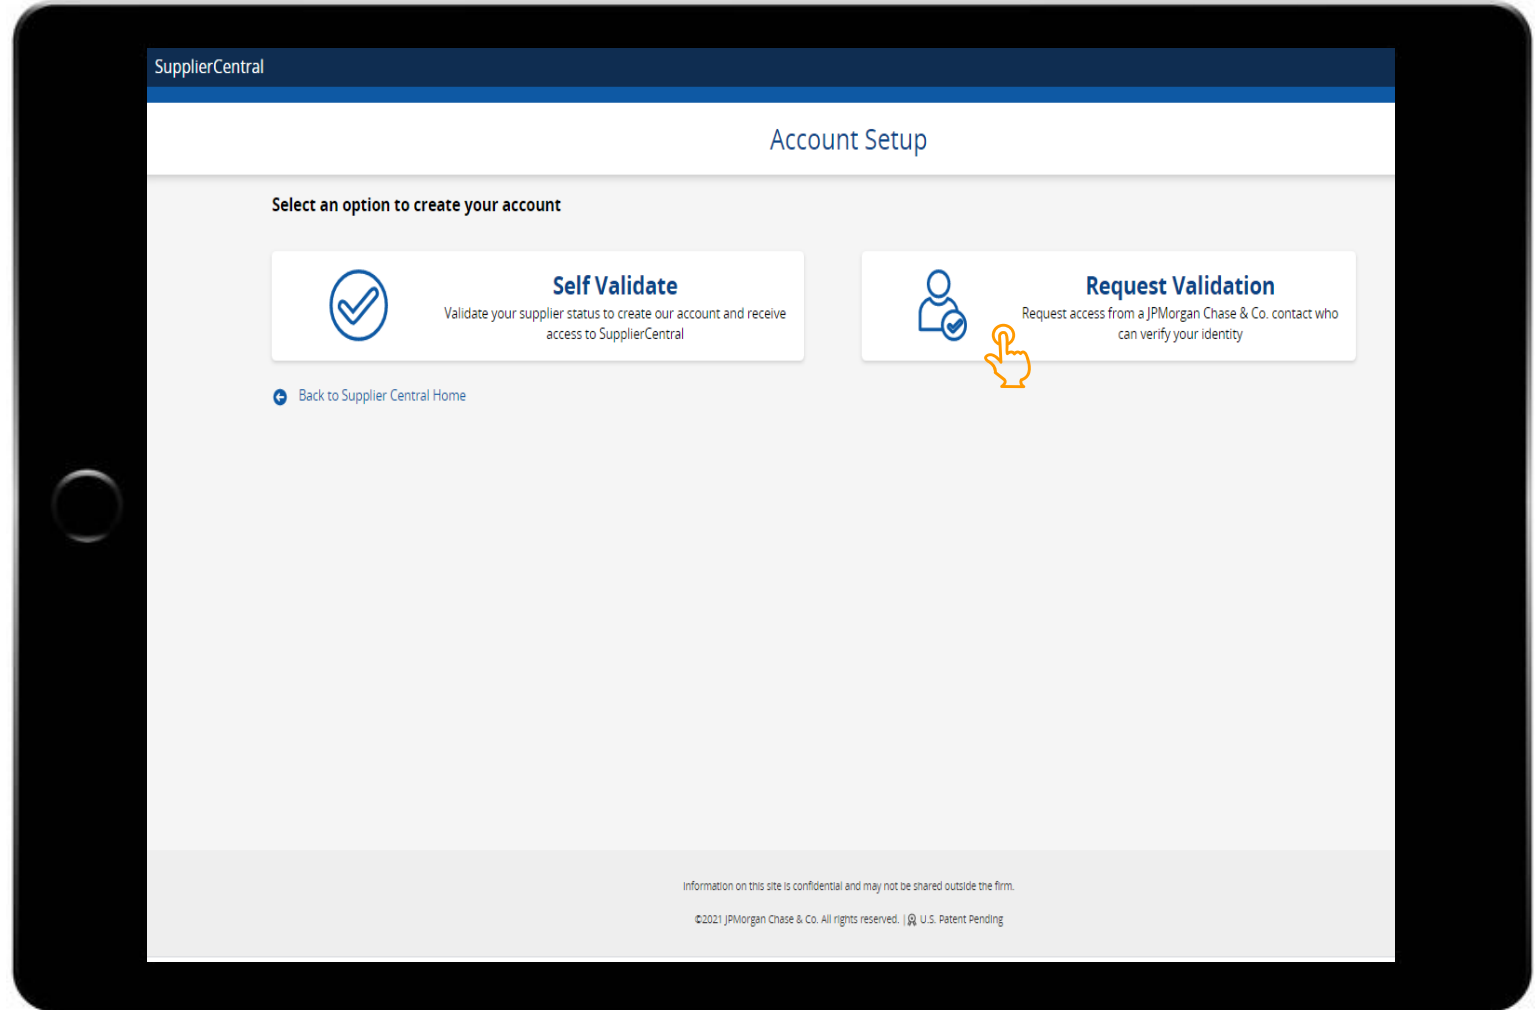 SupplierCentral
Account Setup
Select an option to create your account
Self Validate
Validate your supplier status to create our account and receive
access to SupplierCentral
Request Validation
Request access from a JPMorgan Chase & Co. contact who
can verify your identity
Back to Supplier Central Home
Information on this site is confidential and may not be shared outside the firm.
©2021 JPMorgan Chase & Co. All rights reserved. | U.S. Patent Pending